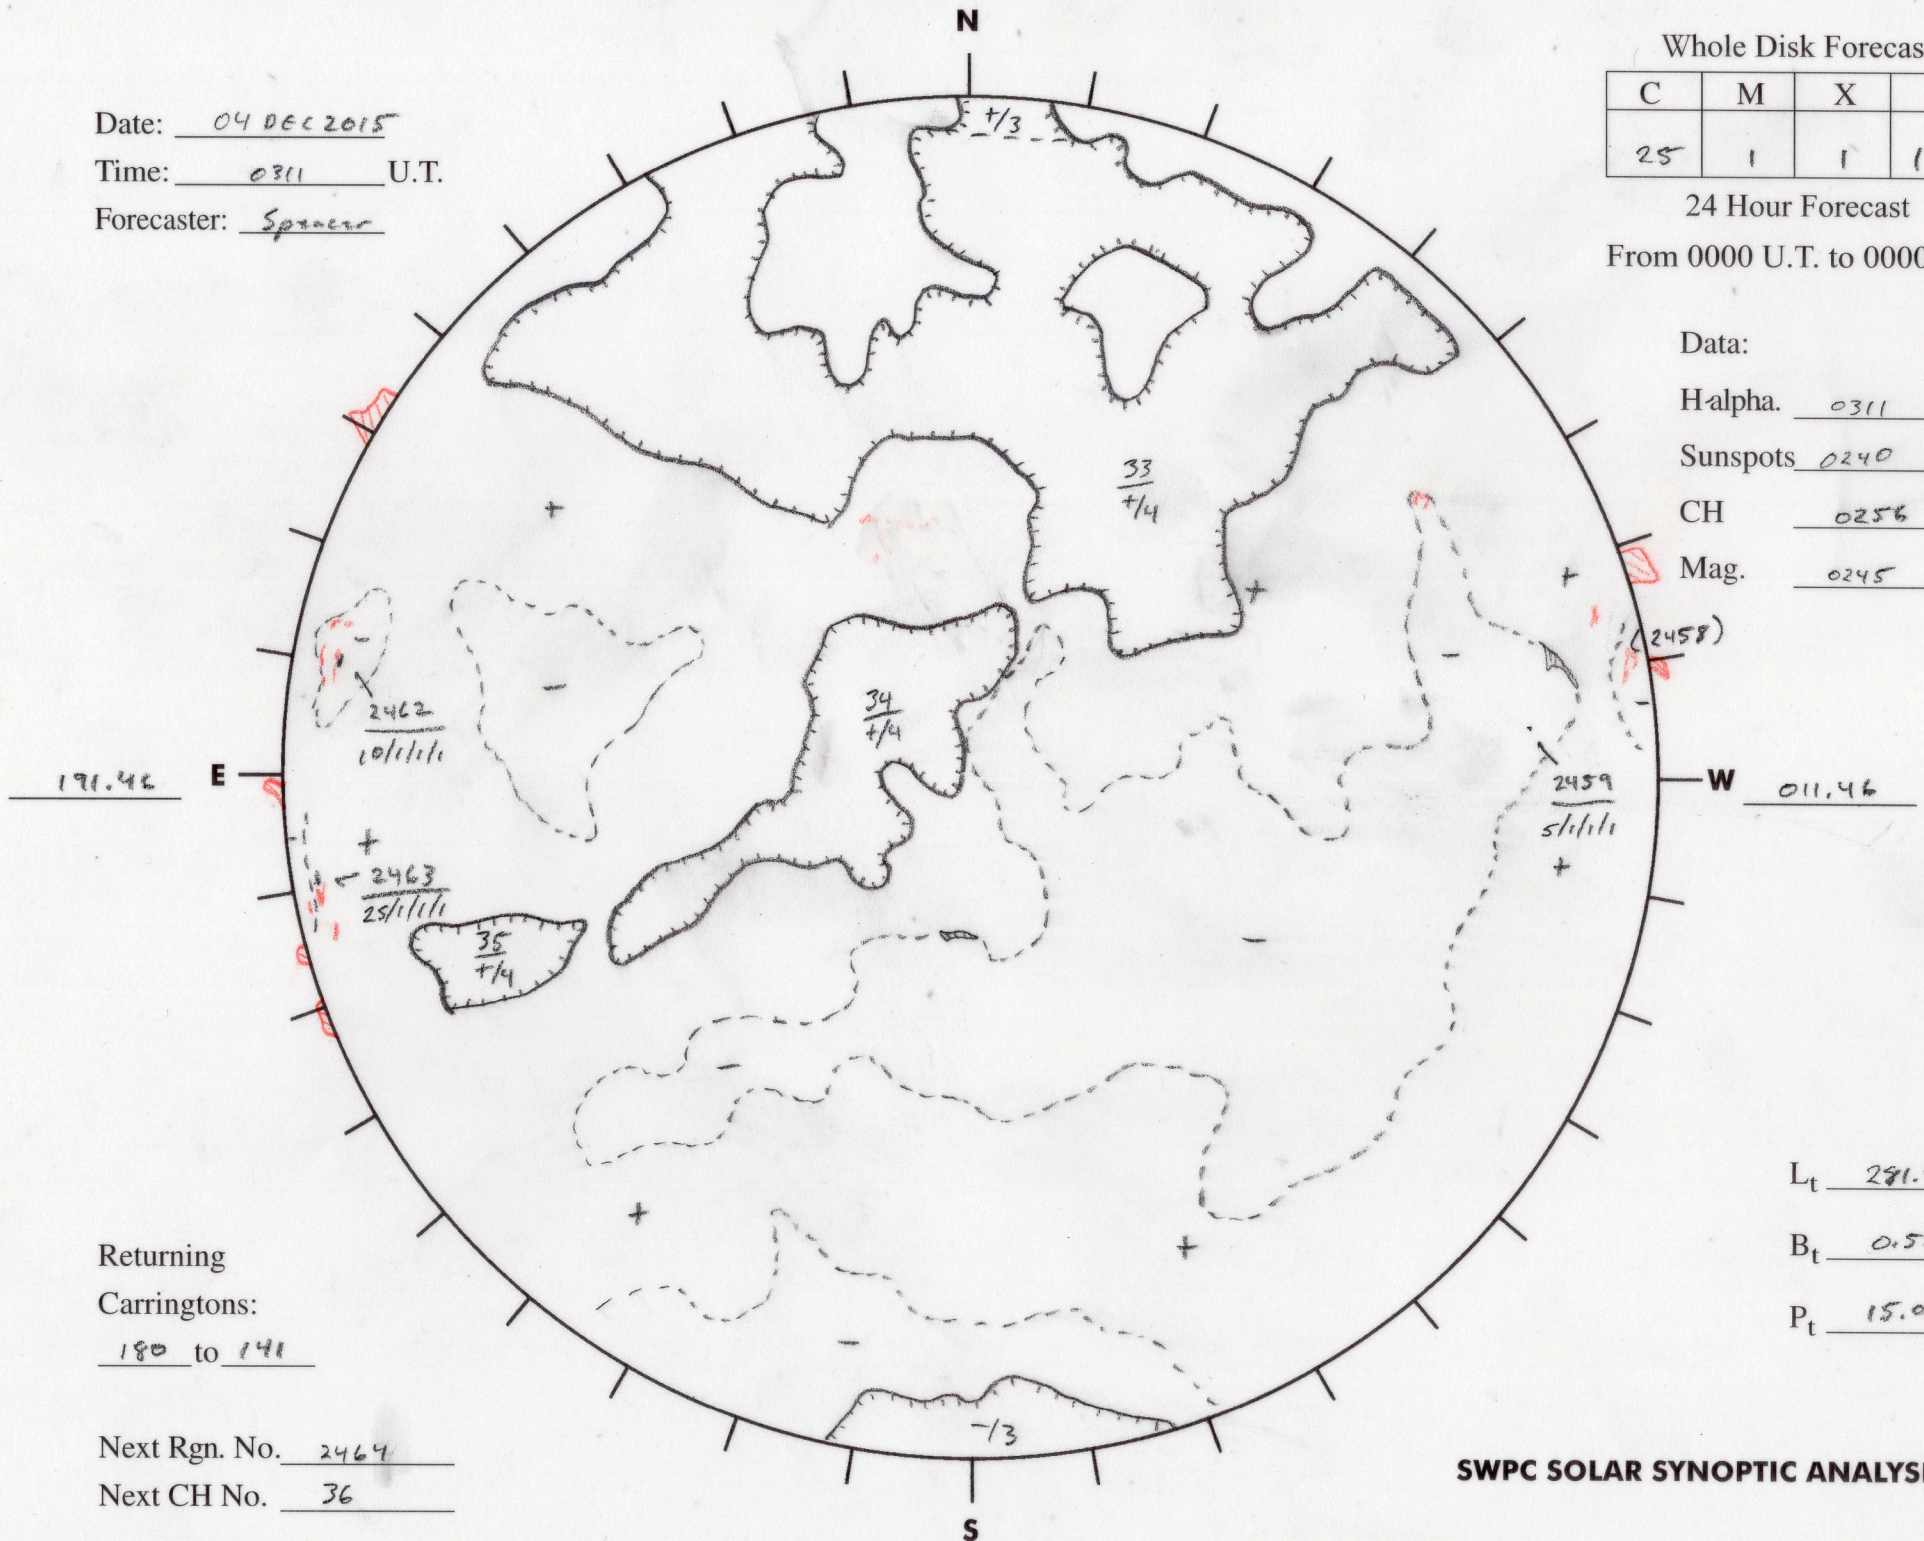 N
Whole Disk Forecas
C M X
25 1 1 1
24 Hour Forecast
From 0000 U.T. to 0000
Date: 04 DEC 2015
Time: 0311 U.T.
Forecaster: Spencer
+/3
Data:
H-alpha. 0311
Sunspots 0240
CH 0256
Mag. 0245
33
+/4
+
+
+
(2458)
-
-
-
-
34
+/4
2462
10/1/1/1
191.46 E
W 011.46
2459
5/1/1/1
+
+
2463
25/1/1/1
35
+/4
-
-
+
+
-
-/3
Lt 281.
Bt 0.5
Pt 15.0
Returning
Carringtons:
180 to 141
Next Rgn. No. 2464
Next CH No. 36
SWPC SOLAR SYNOPTIC ANALYS
S